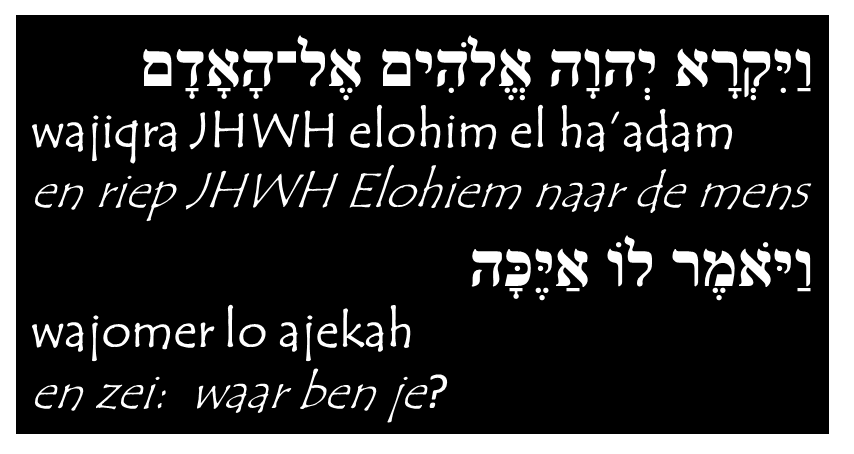 וַיִּקְרָא יְהוָה אֱלֹהִים אֶל־הָאָדָם
wajiqra JHWH elohim el ha'adam
en riep JHWH Elohiem naar de mens
וַיֹּאמֶר לוֹ אַיֶּכָּה
wajomer lo ajekah
en zei: waar ben je?